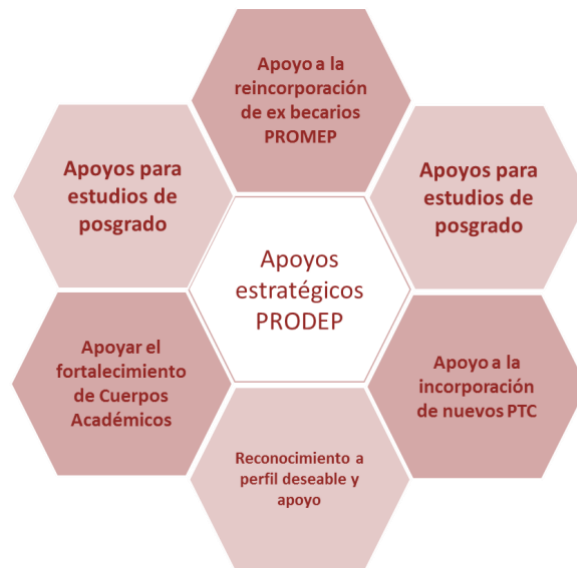 Apoyo a la
reincorporación
de ex becarios
PROMEP
Apoyos para
estudios de
posgrado
Apoyos para
estudios de
posgrado
Apoyos
estratégicos
PRODEP
Apoyar el
fortalecimiento
de Cuerpos
Académicos
Apoyo a la
incorporación
de nuevos PTC
Reconocimiento a
perfil deseable y
apoyo